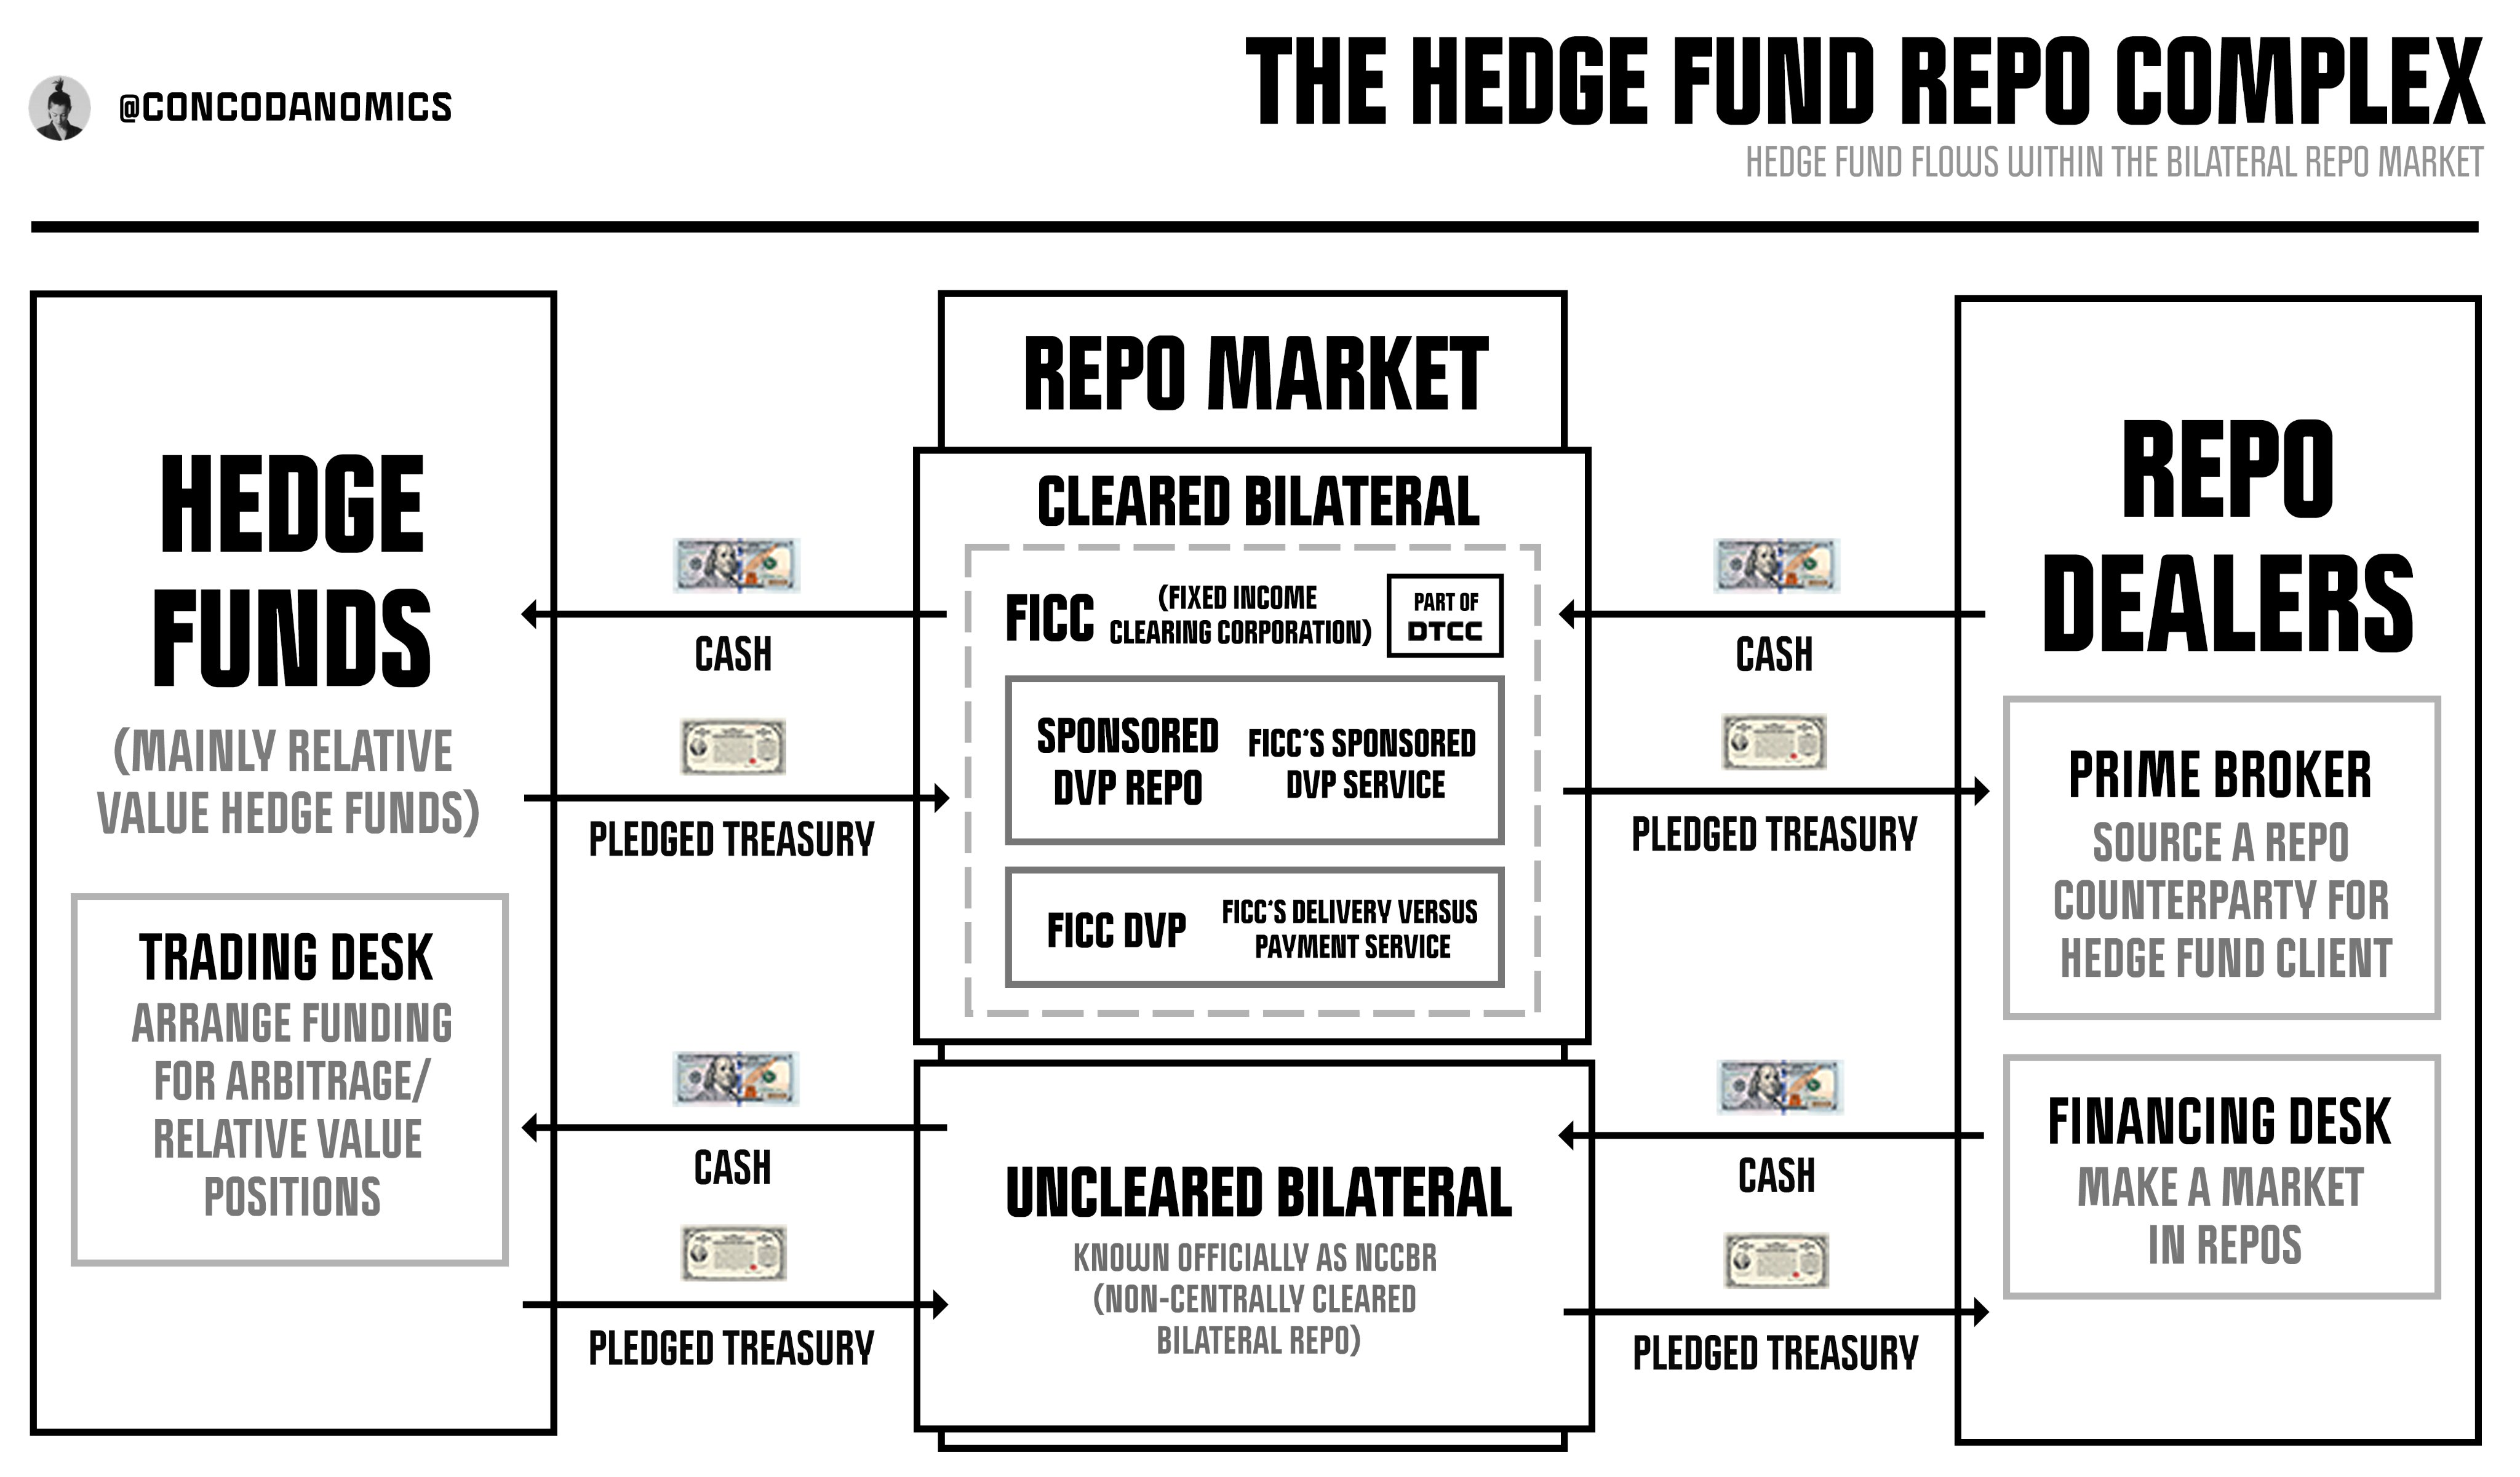 @CONCODANOMICS
THE HEDGE FUND REPO COMPLEX
HEDGE FUND FLOWS WITHIN THE BILATERAL REPO MARKET
HEDGE
FUNDS
(MAINLY RELATIVE
VALUE HEDGE FUNDS)
TRADING DESK
ARRANGE FUNDING
FOR ARBITRAGE/
RELATIVE VALUE
POSITIONS
CASH
PLEDGED TREASURY
CASH
PLEDGED TREASURY
REPO MARKET
CLEARED BILATERAL
FICC
(FIXED INCOME
CLEARING CORPORATION)
PART OF
DTCC
SPONSORED
DVP REPO
FICC'S SPONSORED
DVP SERVICE
FICC DVP
FICC'S DELIVERY VERSUS
PAYMENT SERVICE
UNCLEARED BILATERAL
KNOWN OFFICIALLY AS NCCBR
(NON-CENTRALLY CLEARED
BILATERAL REPO)
CASH
PLEDGED TREASURY
CASH
PLEDGED TREASURY
REPO
DEALERS
PRIME BROKER
SOURCE A REPO
COUNTERPARTY FOR
HEDGE FUND CLIENT
FINANCING DESK
MAKE A MARKET
IN REPOS